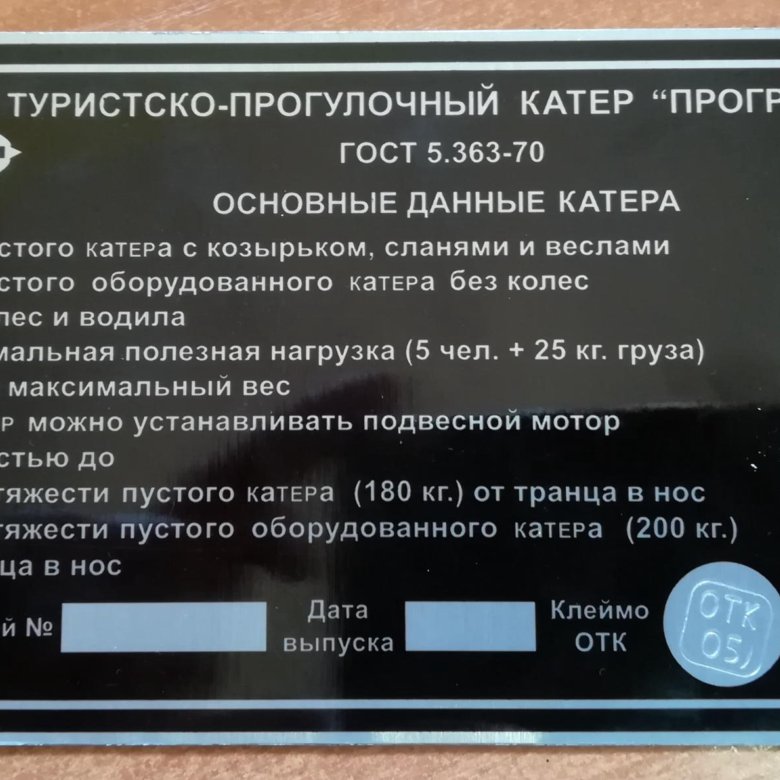 ТУРИСТСКО-ПРОГУЛОЧНЫЙ КАТЕР “ПРОГР
ГОСТ 5.363-70
ОСНОВНЫЕ ДАННЫЕ КАТЕРА
стого катера с козырьком, сланями и веслами
стого оборудованного катера без колес
лес и водила
мальная полезная нагрузка (5 чел. + 25 кг. груза)
максимальный вес
р можно устанавливать подвесной мотор
стью до
тяжести пустого катера (180 кг.) от транца в нос
тяжести пустого оборудованного катера (200 кг.)
ца в нос
й № Дата выпуска Клеймо ОТК
ОТК
05